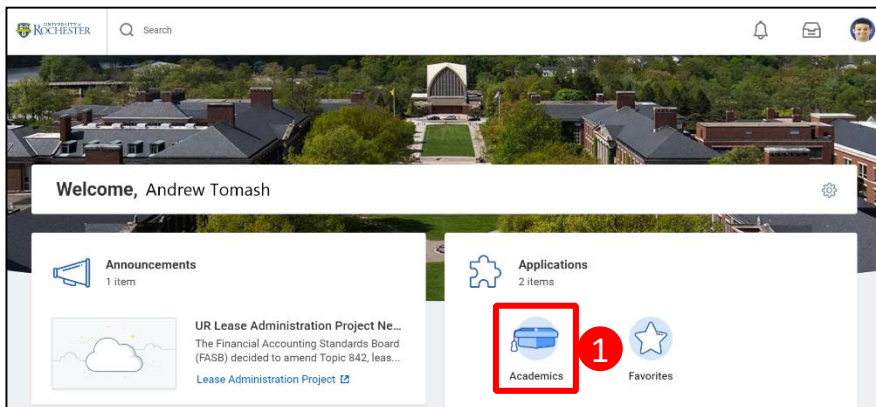 UNIVERSITY of
ROCHESTER
Search
Welcome, Andrew Tomash
Announcements
1 item
UR Lease Administration Project Ne...
The Financial Accounting Standards Board
(FASB) decided to amend Topic 842, leas...
Lease Administration Project
Applications
2 items
Academics
1
Favorites